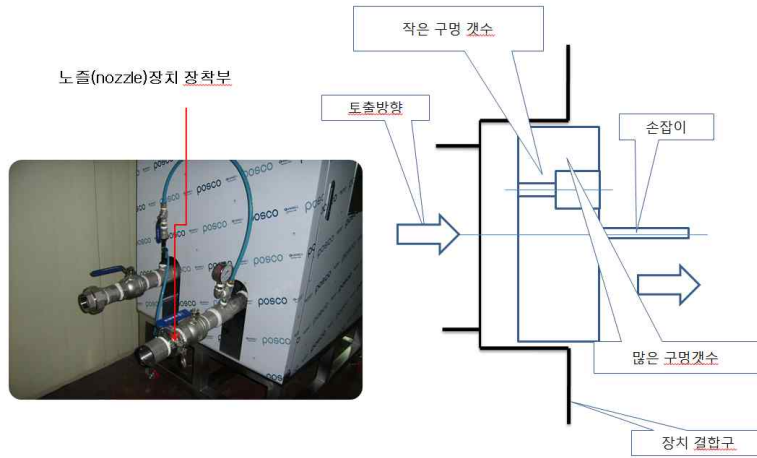 작은 구멍 갯수
노즐(nozzle)장치 장착부
토출방향
손잡이
posco
posco
posco
posco
posco
posco
많은 구멍갯수
장치 결합구